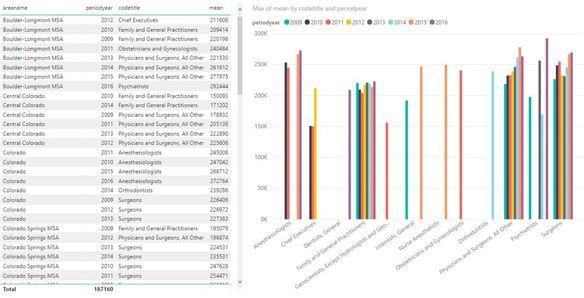 areaname periodyear codetitle mean
Boulder-Longmont MSA 2012 Chief Executives 211606
Boulder-Longmont MSA 2010 Family and General Practitioners 209414
Boulder-Longmont MSA 2009 Family and General Practitioners 220198
Boulder-Longmont MSA 2011 Obstetricians and Gynecologists 240484
Boulder-Longmont MSA 2013 Physicians and Surgeons, All Other 221530
Boulder-Longmont MSA 2014 Physicians and Surgeons, All Other 261612
Boulder-Longmont MSA 2015 Physicians and Surgeons, All Other 277975
Boulder-Longmont MSA 2016 Psychiatrists 292444
Central Colorado 2010 Family and General Practitioners 150093
Central Colorado 2014 Family and General Practitioners 171202
Central Colorado 2009 Physicians and Surgeons, All Other 178932
Central Colorado 2011 Physicians and Surgeons, All Other 205136
Central Colorado 2013 Physicians and Surgeons, All Other 222890
Central Colorado 2012 Physicians and Surgeons, All Other 225606
Colorado 2011 Anesthesiologists 245008
Colorado 2010 Anesthesiologists 247042
Colorado 2015 Anesthesiologists 266712
Colorado 2016 Anesthesiologists 272764
Colorado 2014 Orthodontists 239286
Colorado 2009 Surgeons 226406
Colorado 2012 Surgeons 226972
Colorado 2013 Surgeons 227383
Colorado Springs MSA 2009 Family and General Practitioners 195079
Colorado Springs MSA 2012 Physicians and Surgeons, All Other 196874
Colorado Springs MSA 2013 Surgeons 224531
Colorado Springs MSA 2014 Surgeons 235531
Colorado Springs MSA 2010 Surgeons 247628
Colorado Springs MSA 2011 Surgeons 254471
Total 187160
Max of mean by codetitle and periodyear
periodyear 2009 2010 2011 2012 2013 2014 2015 2016
300K
250K
200K
150K
100K
50K
0K
Anesthesiologists
Chief Executives
Dentists, General
Family and General Practitioners
Geoscientists, Except Hydrologists and Geo...
Internists, General
Nurse Anesthetists
Obstetricians and Gynecologists
Orthodontists
Physicians and Surgeons, All Other
Psychiatrists
Surgeons